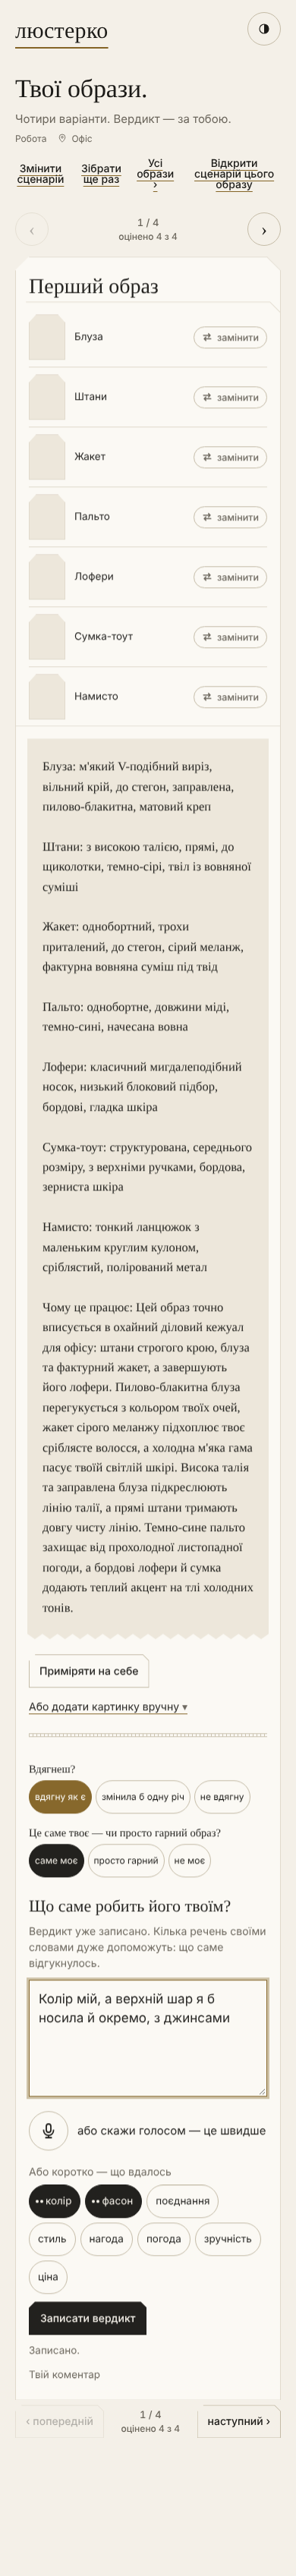 люстерко
Твої образи.
Чотири варіанти. Вердикт — за тобою.
Робота Офіс
Змінити сценарій
Зібрати ще раз
Усі образи ›
Відкрити сценарій цього образу
‹
1 / 4
оцінено 4 з 4
›
Перший образ
Блуза
⇄ замінити
Штани
⇄ замінити
Жакет
⇄ замінити
Пальто
⇄ замінити
Лофери
⇄ замінити
Сумка-тоут
⇄ замінити
Намисто
⇄ замінити
Блуза: м'який V-подібний виріз,
вільний крій, до стегон, заправлена,
пилово-блакитна, матовий креп
Штани: з високою талією, прямі, до
щиколотки, темно-сірі, твіл із вовняної
суміші
Жакет: однобортний, трохи
приталений, до стегон, сірий меланж,
фактурна вовняна суміш під твід
Пальто: однобортне, довжини міді,
темно-сині, начесана вовна
Лофери: класичний мигдалеподібний
носок, низький блоковий підбор,
бордові, гладка шкіра
Сумка-тоут: структурована, середнього
розміру, з верхніми ручками, бордова,
зерниста шкіра
Намисто: тонкий ланцюжок з
маленьким круглим кулоном,
сріблястий, полірований метал
Чому це працює: Цей образ точно
вписується в охайний діловий кежуал
для офісу: штани строгого крою, блуза
та фактурний жакет, а завершують
його лофери. Пилово-блакитна блуза
перегукується з кольором твоїх очей,
жакет сірого меланжу підхоплює твоє
сріблясте волосся, а холодна м'яка гама
пасує твоїй світлій шкірі. Висока талія
та заправлена блуза підкреслюють
лінію талії, а прямі штани тримають
довгу чисту лінію. Темно-сине пальто
захищає від прохолодної листопадної
погоди, а бордові лофери й сумка
додають теплий акцент на тлі холодних
тонів.
Приміряти на себе
Або додати картинку вручну ▾
Вдягнеш?
вдягну як є
змінила б одну річ
не вдягну
Це саме твоє — чи просто гарний образ?
саме моє
просто гарний
не моє
Що саме робить його твоїм?
Вердикт уже записано. Кілька речень своїми
словами дуже допоможуть: що саме
відгукнулось.
Колір мій, а верхній шар я б
носила й окремо, з джинсами
або скажи голосом — це швидше
Або коротко — що вдалось
колір
фасон
поєднання
стиль
нагода
погода
зручність
ціна
Записати вердикт
Записано.
Твій коментар
‹ попередній
1 / 4
оцінено 4 з 4
наступний ›